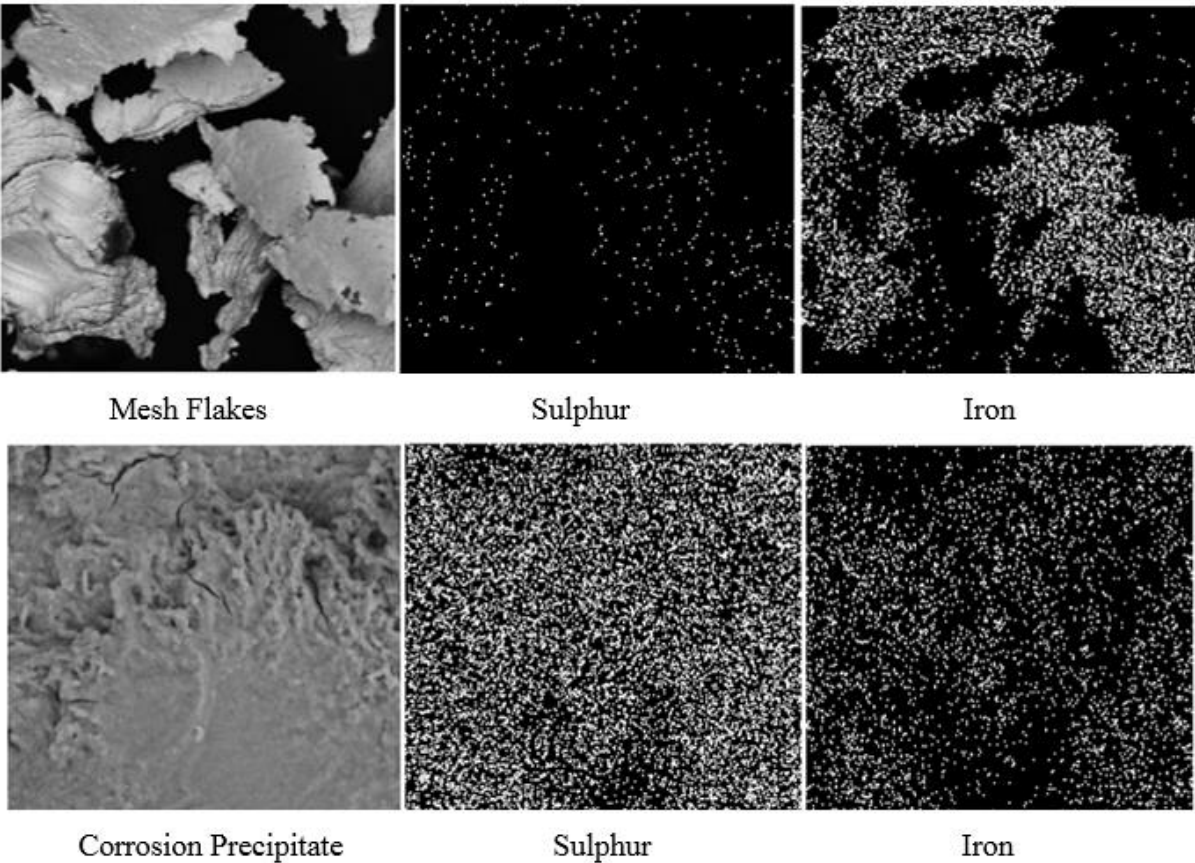 Mesh Flakes
Sulphur
Iron
Corrosion Precipitate
Sulphur
Iron